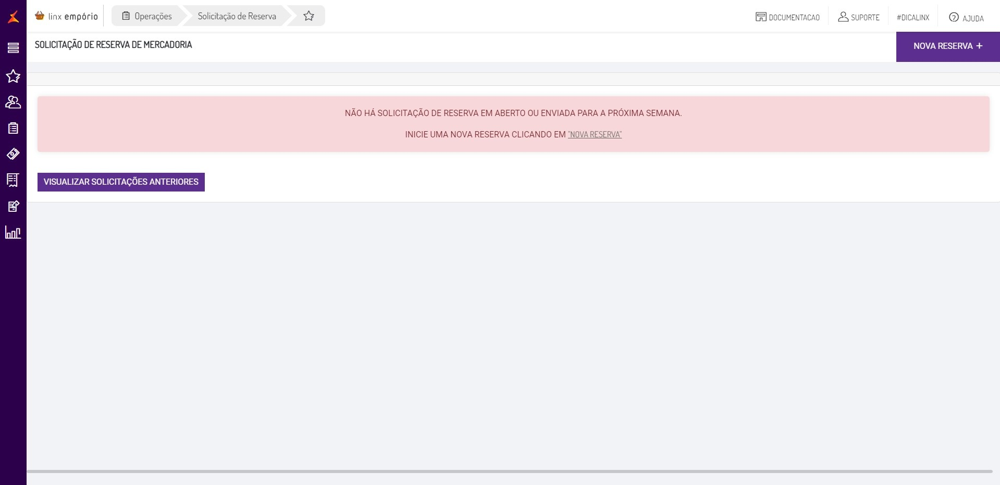 linx empório
Operações
Solicitação de Reserva
DOCUMENTACAO
SUPORTE
#DICALINX
AJUDA
SOLICITAÇÃO DE RESERVA DE MERCADORIA
NOVA RESERVA +
NÃO HÁ SOLICITAÇÃO DE RESERVA EM ABERTO OU ENVIADA PARA A PRÓXIMA SEMANA.
INICIE UMA NOVA RESERVA CLICANDO EM "NOVA RESERVA"
VISUALIZAR SOLICITAÇÕES ANTERIORES